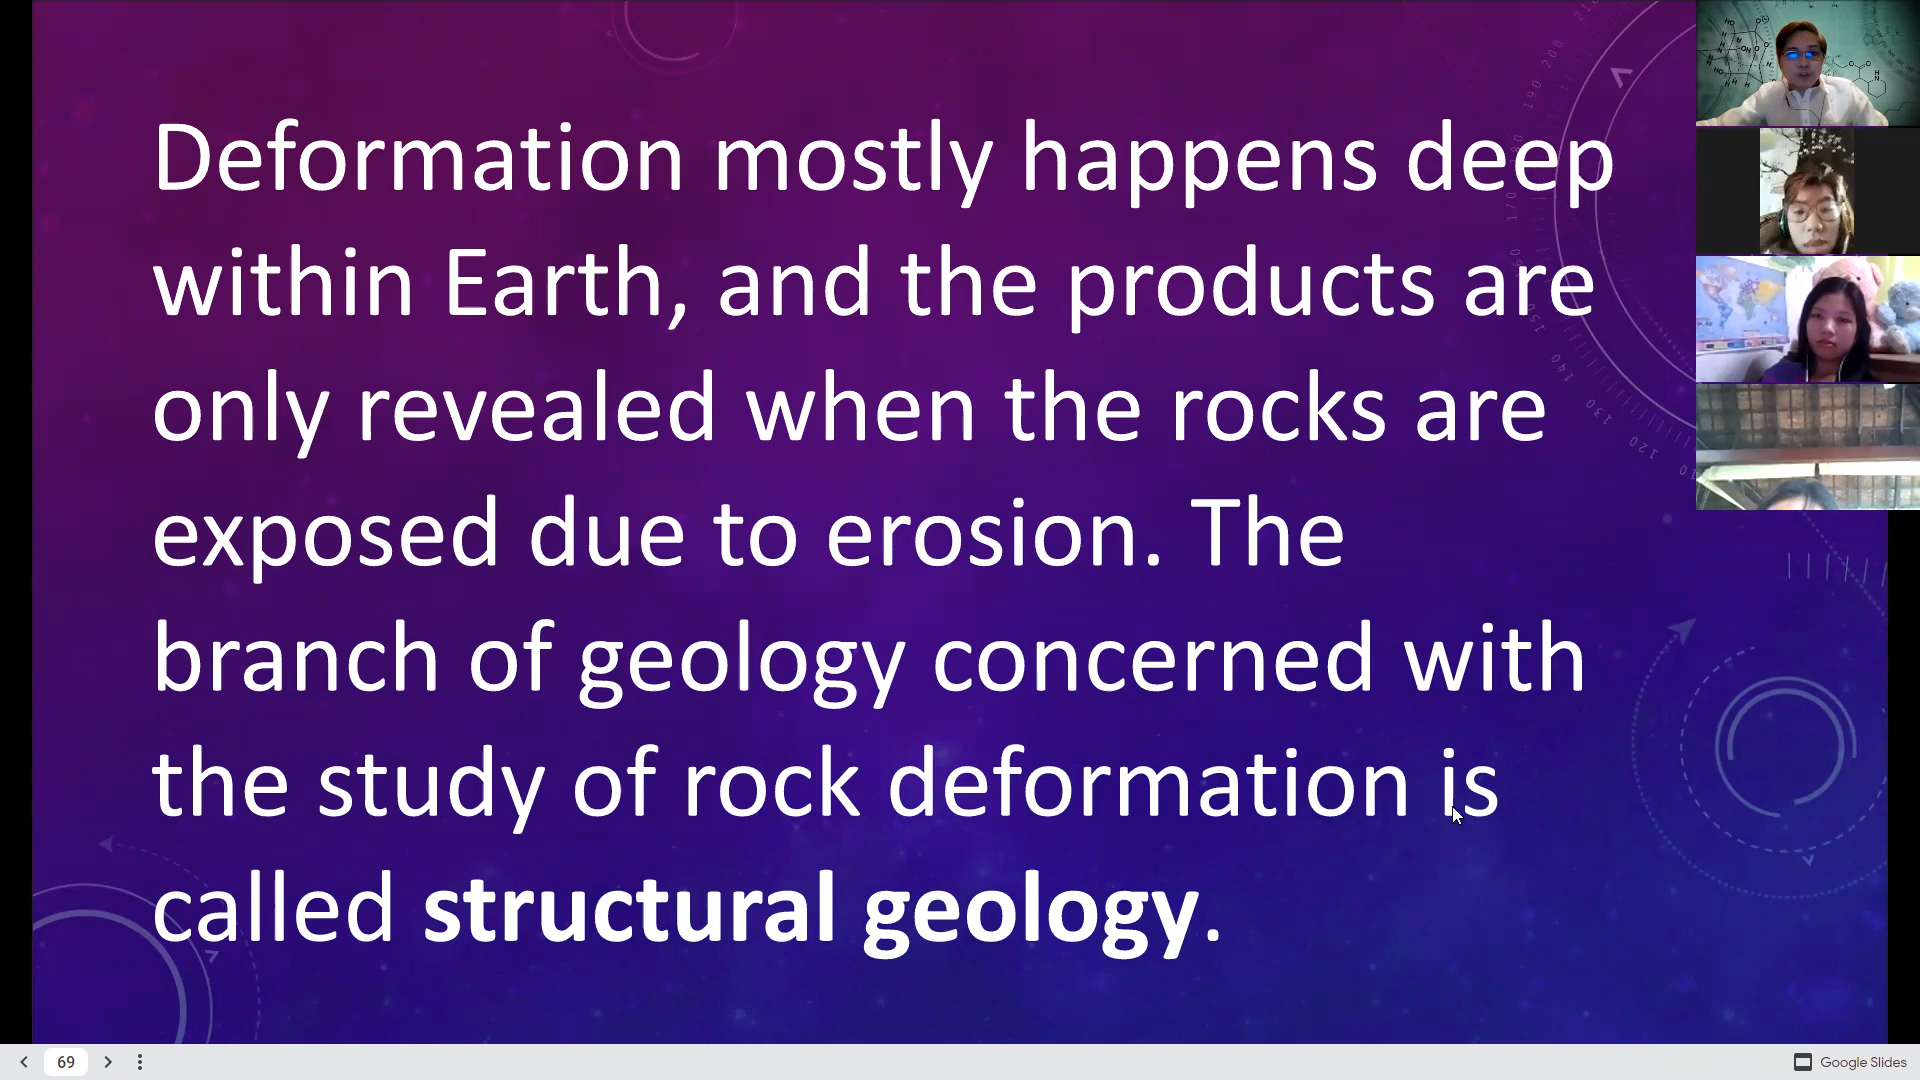 Deformation mostly happens deep
within Earth, and the products are
only revealed when the rocks are
exposed due to erosion. The
branch of geology concerned with
the study of rock deformation is
called structural geology.
69
Google Slides